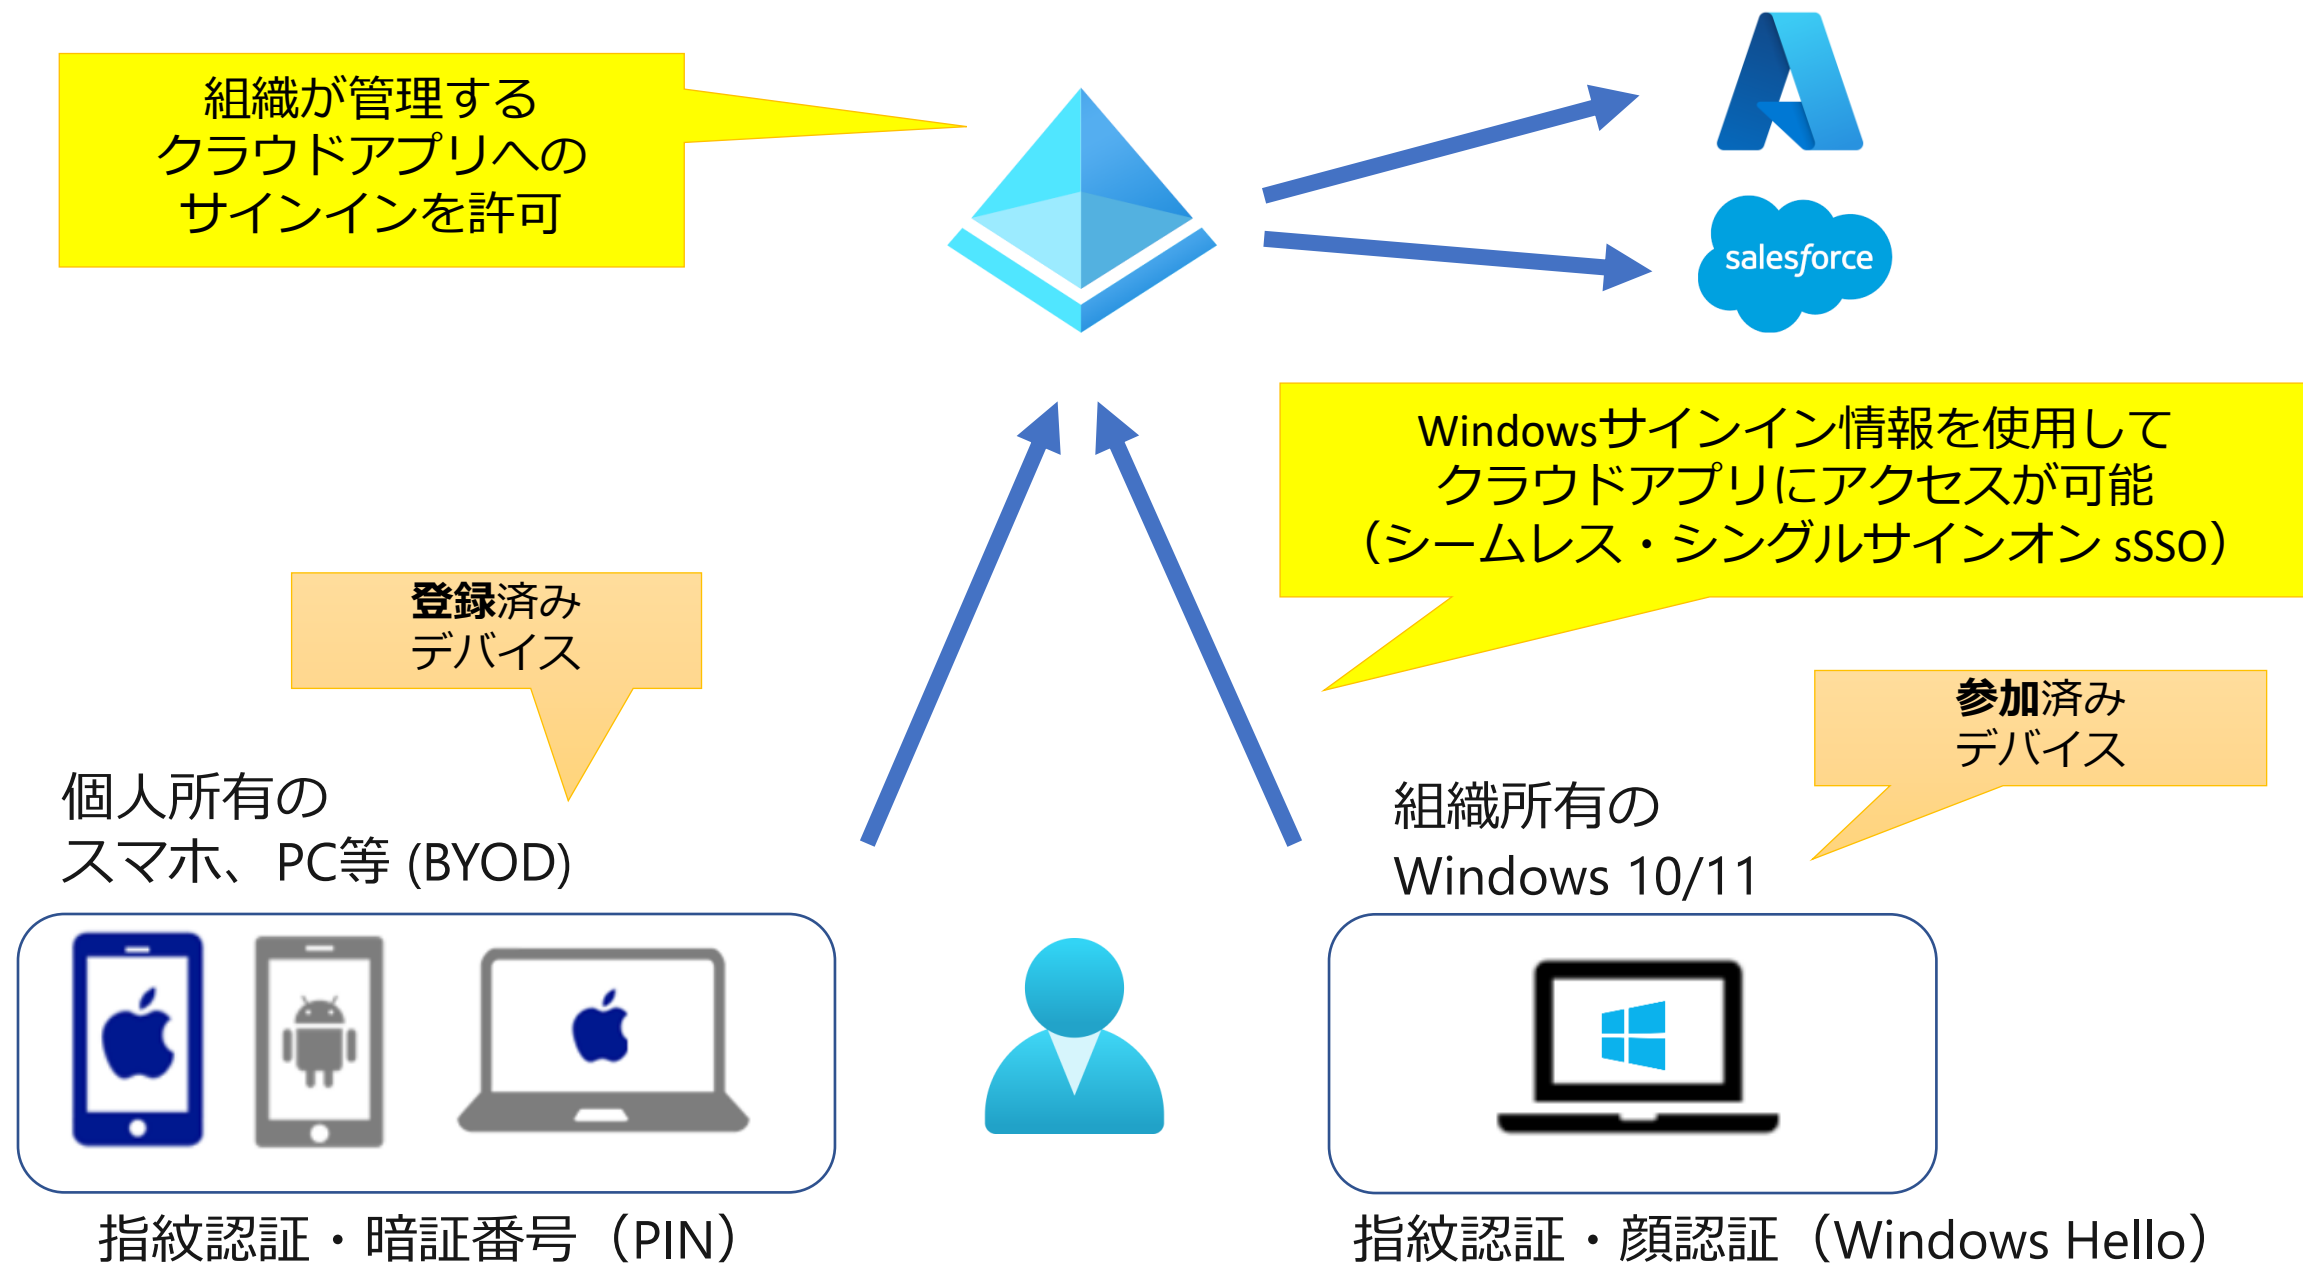 組織が管理する
クラウドアプリへの
サインインを許可
salesforce
Windowsサインイン情報を使用して
クラウドアプリにアクセスが可能
（シームレス・シングルサインオン sSSO）
登録済み
デバイス
参加済み
デバイス
個人所有の
スマホ、PC等 (BYOD)
組織所有の
Windows 10/11
指紋認証・暗証番号（PIN）
指紋認証・顔認証（Windows Hello）